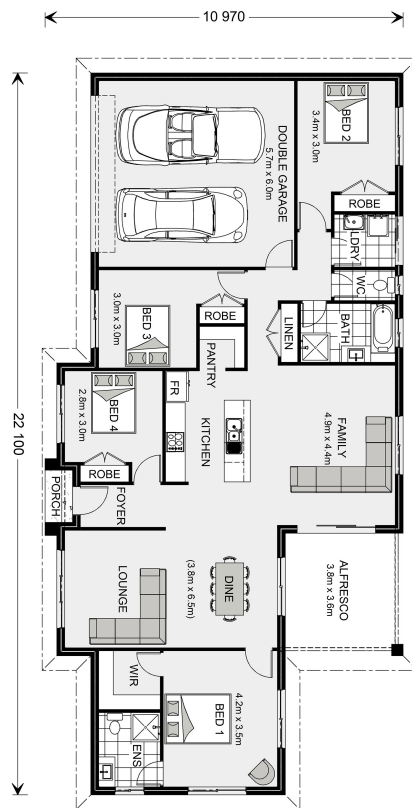 10 970
22 100
DOUBLE GARAGE
5.7m x 6.0m
BED 2
3.4m x 3.0m
ROBE
LDRY
WC
BATH
LINEN
BED 3
3.0m x 3.0m
ROBE
PANTRY
FR
KITCHEN
FAMILY
4.9m x 4.4m
BED 4
2.8m x 3.0m
ROBE
PORCH
FOYER
LOUNGE
DINE
(3.8m x 6.5m)
ALFRESCO
3.8m x 3.6m
WIR
BED 1
4.2m x 3.5m
ENS